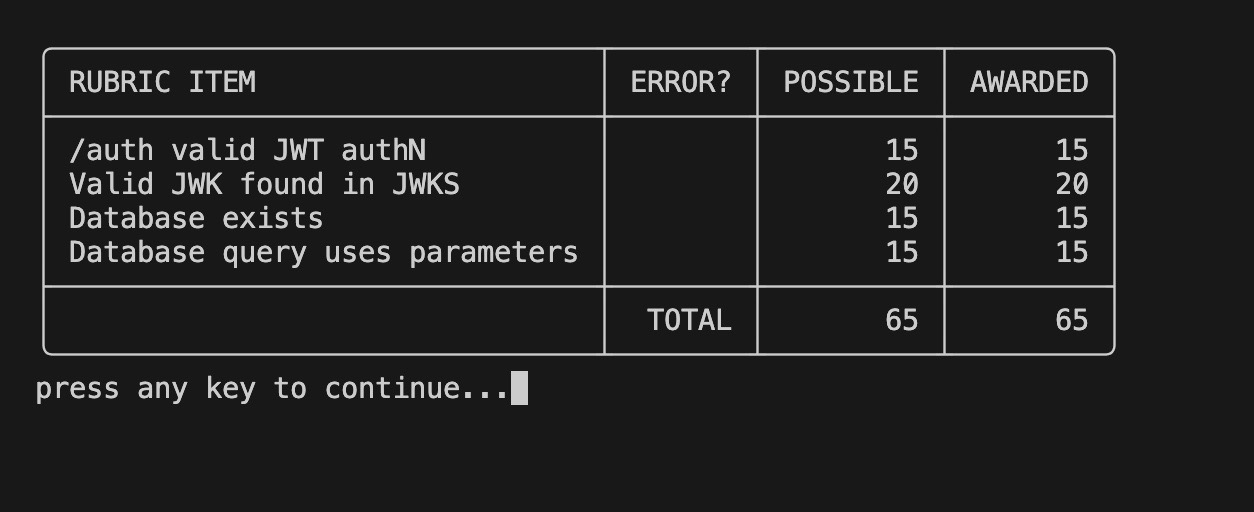 RUBRIC ITEM ERROR? POSSIBLE AWARDED
/auth valid JWT authN 15 15
Valid JWK found in JWKS 20 20
Database exists 15 15
Database query uses parameters 15 15
TOTAL 65 65
press any key to continue...